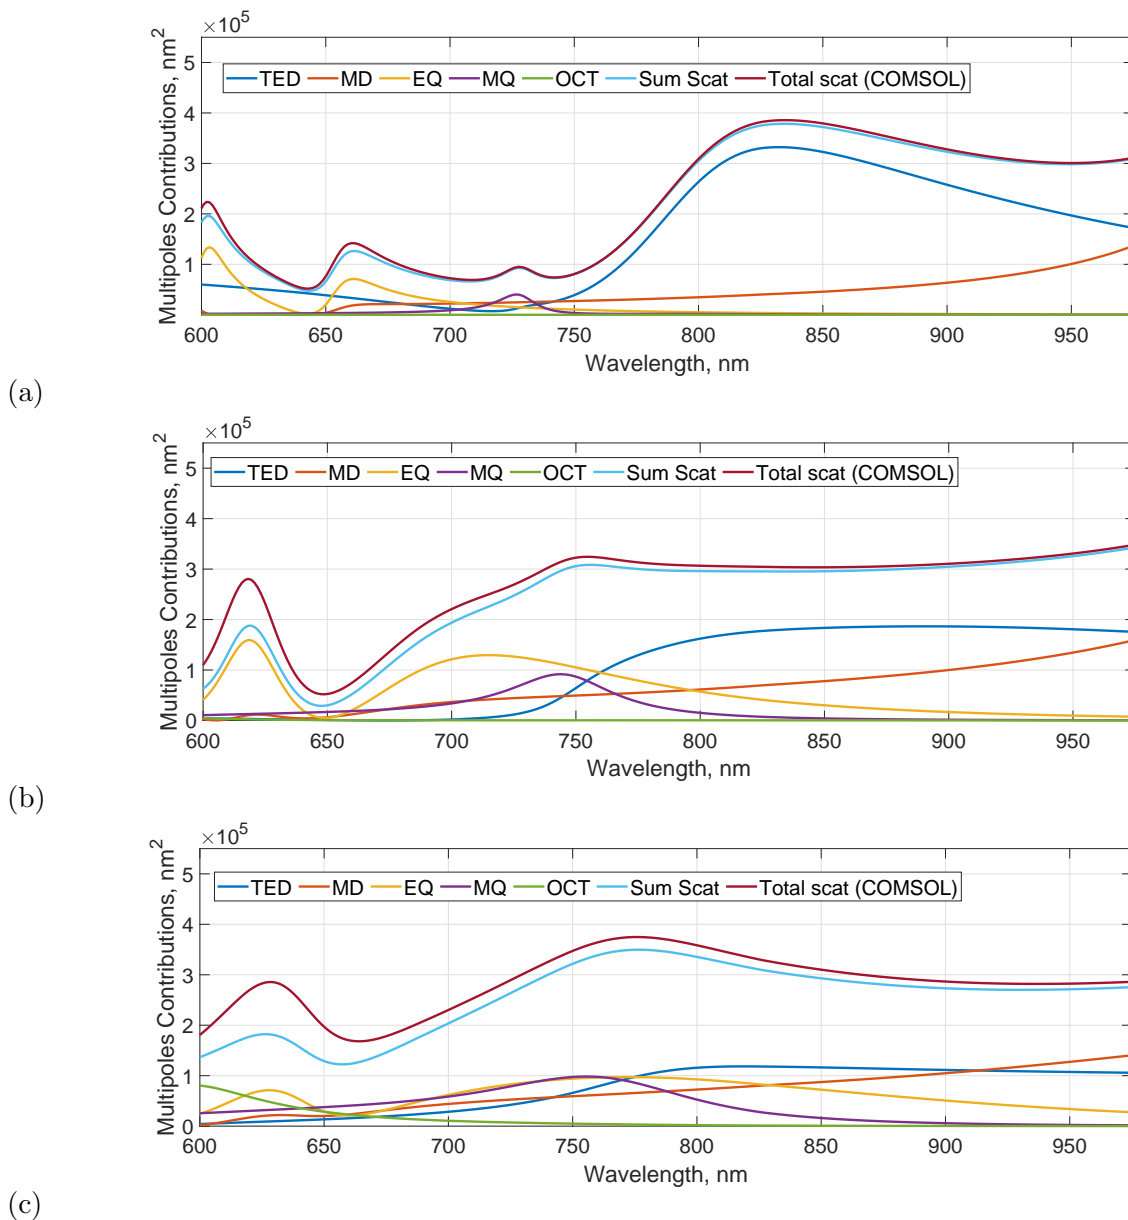 ×10^5
Multipoles Contributions, nm^2
5
4
3
2
1
0
TED MD EQ MQ OCT Sum Scat Total scat (COMSOL)
600 650 700 750 800 850 900 950
Wavelength, nm
(a)
×10^5
Multipoles Contributions, nm^2
5
4
3
2
1
0
TED MD EQ MQ OCT Sum Scat Total scat (COMSOL)
600 650 700 750 800 850 900 950
Wavelength, nm
(b)
×10^5
Multipoles Contributions, nm^2
5
4
3
2
1
0
TED MD EQ MQ OCT Sum Scat Total scat (COMSOL)
600 650 700 750 800 850 900 950
Wavelength, nm
(c)